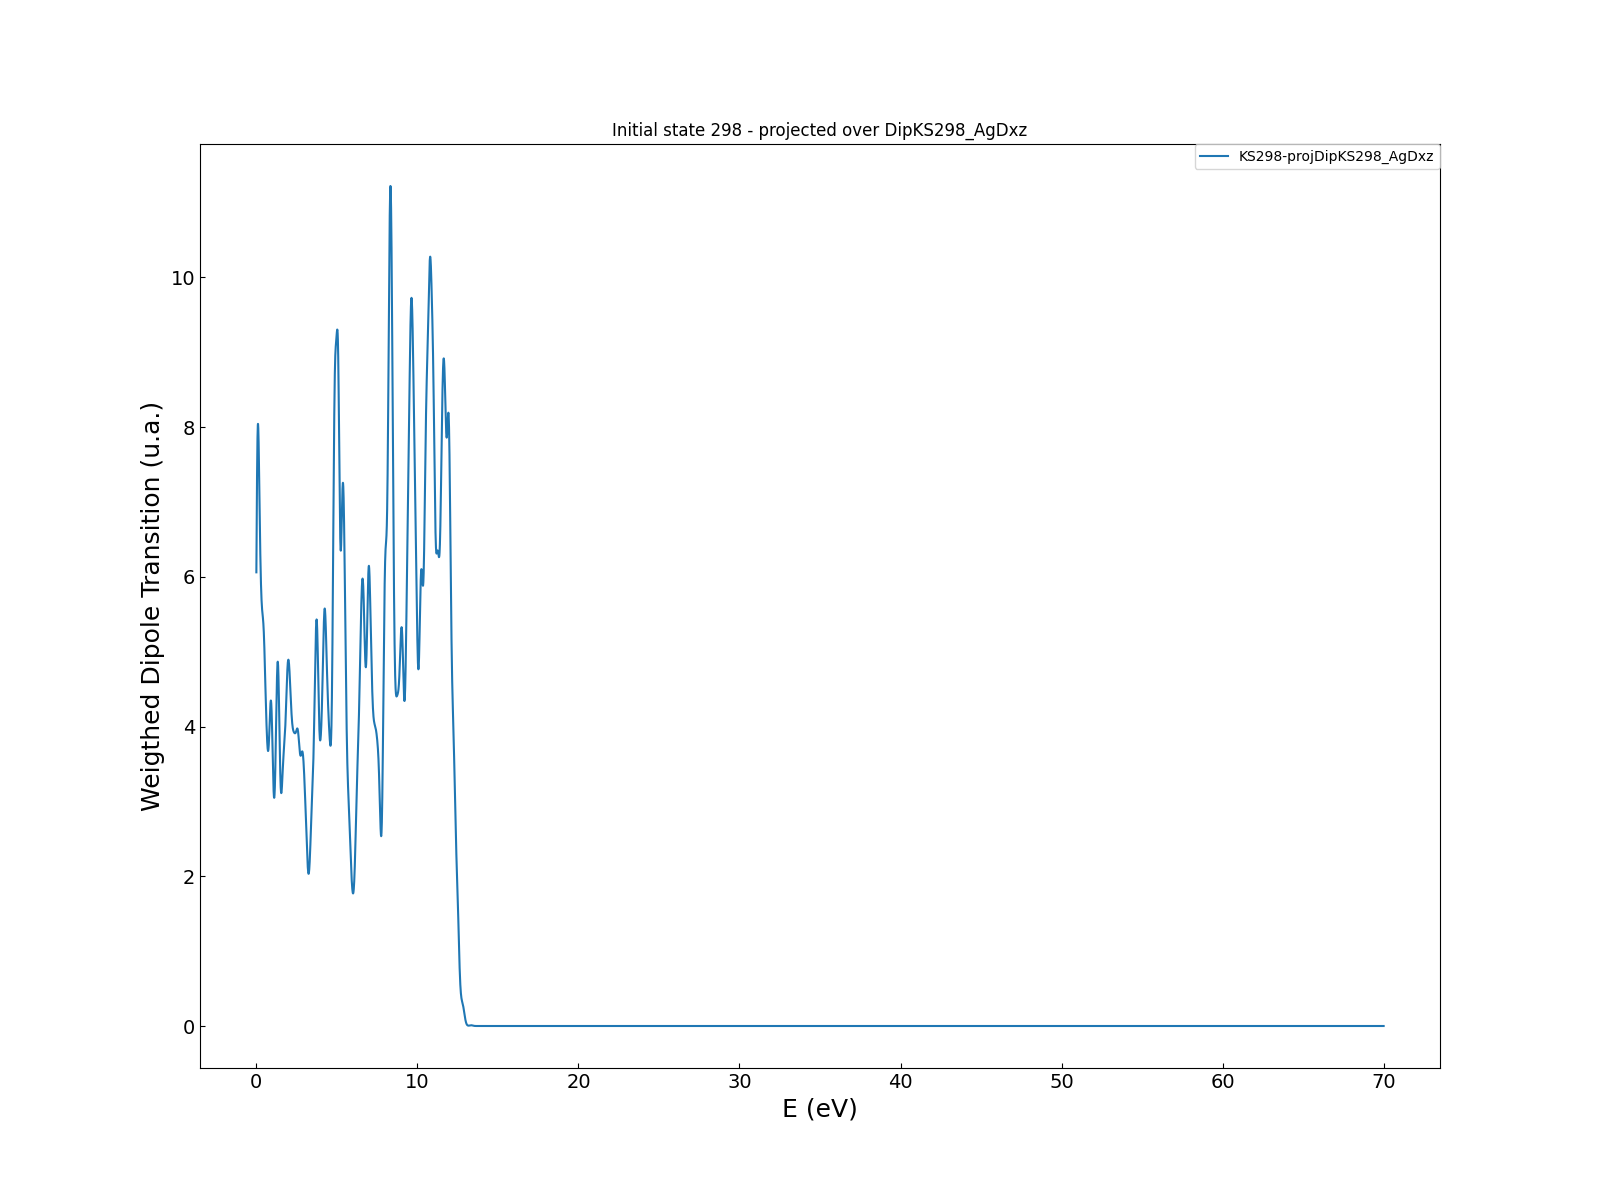 Initial state 298 - projected over DipKS298_AgDxz
KS298-projDipKS298_AgDxz
Weigthed Dipole Transition (u.a.)
10
8
6
4
2
0
0 10 20 30 40 50 60 70
E (eV)